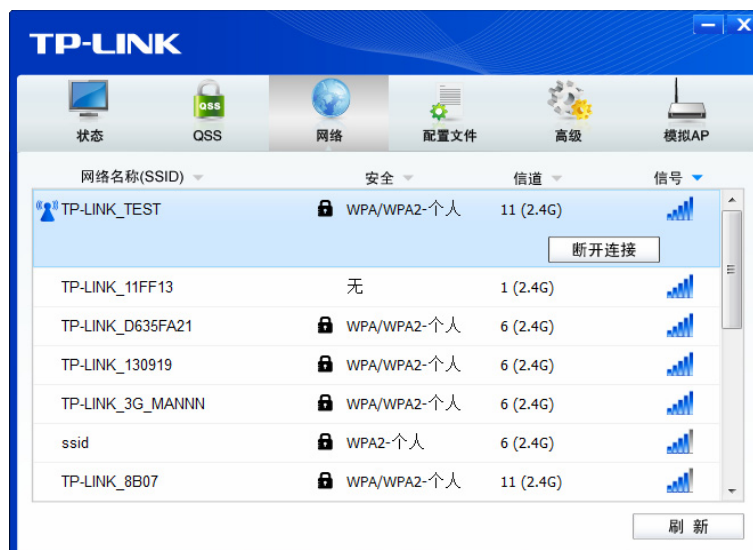 TP-LINK
QSS
状态 QSS 网络 配置文件 高级 模拟AP
网络名称(SSID) 安全 信道 信号
TP-LINK_TEST WPA/WPA2-个人 11 (2.4G)
断开连接
TP-LINK_11FF13 无 1 (2.4G)
TP-LINK_D635FA21 WPA/WPA2-个人 6 (2.4G)
TP-LINK_130919 WPA/WPA2-个人 6 (2.4G)
TP-LINK_3G_MANNN WPA/WPA2-个人 6 (2.4G)
ssid WPA2-个人 6 (2.4G)
TP-LINK_8B07 WPA/WPA2-个人 11 (2.4G)
刷 新